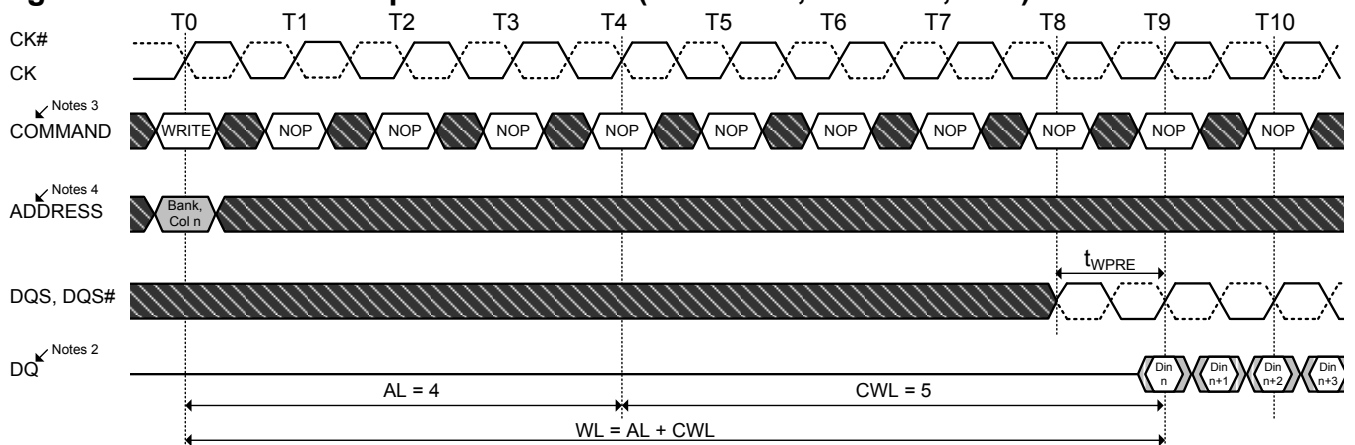 T0 T1 T2 T3 T4 T5 T6 T7 T8 T9 T10
CK#
CK
Notes 3
COMMAND WRITE NOP NOP NOP NOP NOP NOP NOP NOP NOP NOP
Notes 4
ADDRESS Bank,
Col n
tWPRE
DQS, DQS#
Notes 2
DQ Din Din Din Din
n n+1 n+2 n+3
AL = 4 CWL = 5
WL = AL + CWL